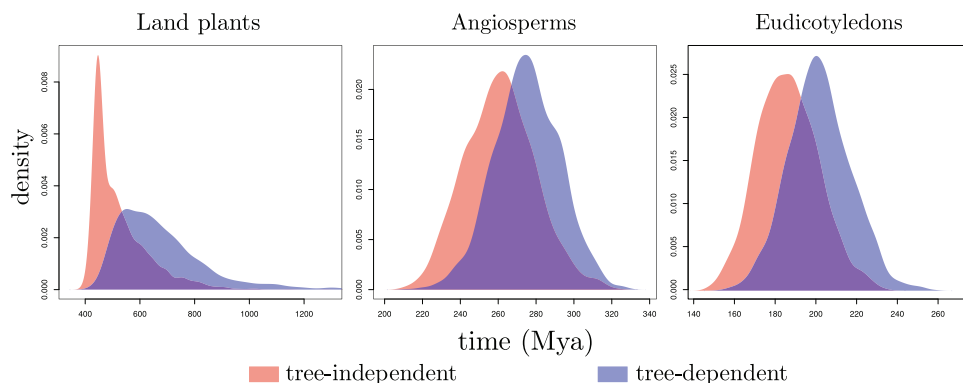 Land plants
Angiosperms
Eudicotyledons
density
0.000 0.002 0.004 0.006 0.008
400 600 800 1000 1200
0.000 0.005 0.010 0.015 0.020
200 220 240 260 280 300 320 340
0.000 0.005 0.010 0.015 0.020 0.025
140 160 180 200 220 240 260
time (Mya)
tree-independent tree-dependent